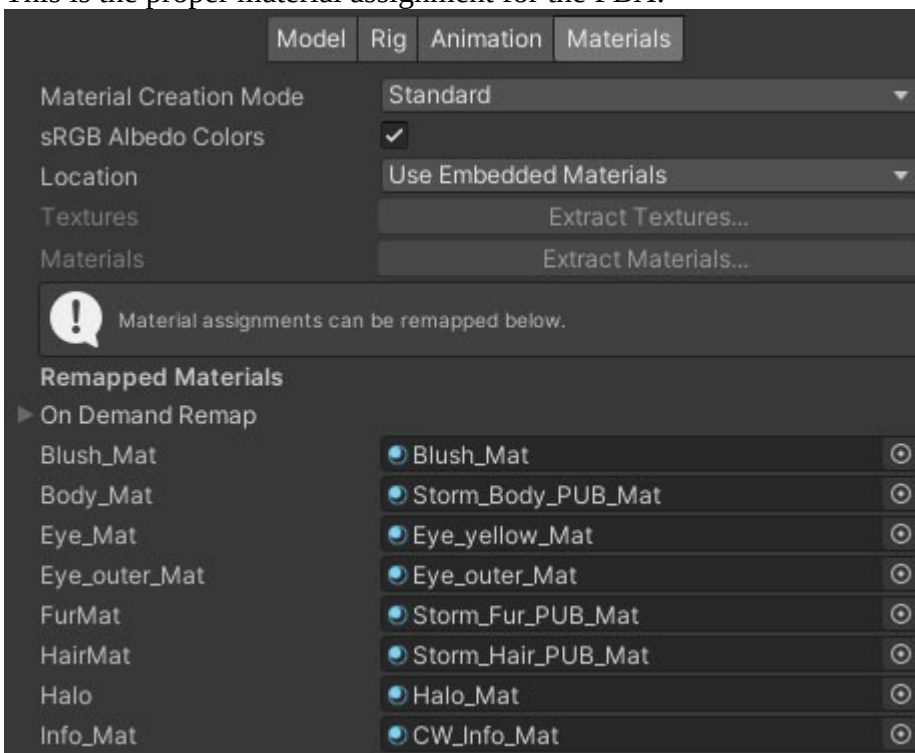 This is the proper material assignment for the FBX:
Model Rig Animation Materials
Material Creation Mode Standard
sRGB Albedo Colors
Location Use Embedded Materials
Textures Extract Textures...
Materials Extract Materials...
Material assignments can be remapped below.
Remapped Materials
On Demand Remap
Blush_Mat Blush_Mat
Body_Mat Storm_Body_PUB_Mat
Eye_Mat Eye_yellow_Mat
Eye_outer_Mat Eye_outer_Mat
FurMat Storm_Fur_PUB_Mat
HairMat Storm_Hair_PUB_Mat
Halo Halo_Mat
Info_Mat CW_Info_Mat